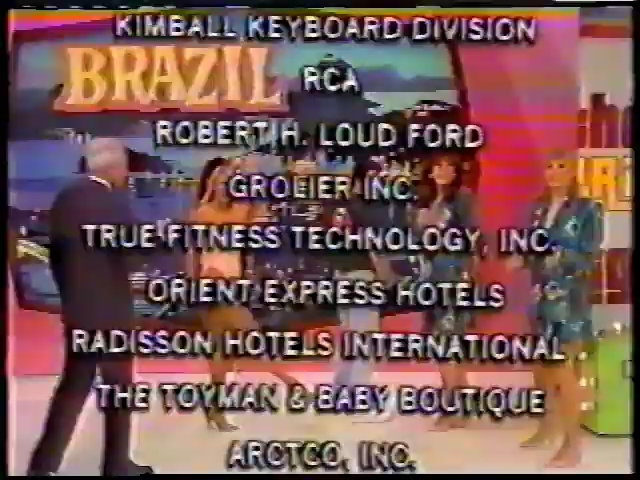 KIMBALL KEYBOARD DIVISION
BRAZIL
RCA
ROBERT H. LOUD FORD
GROLIER INC.
TRUE FITNESS TECHNOLOGY, INC.
ORIENT EXPRESS HOTELS
RADISSON HOTELS INTERNATIONAL
THE TOYMAN & BABY BOUTIQUE
ARCTCO, INC.